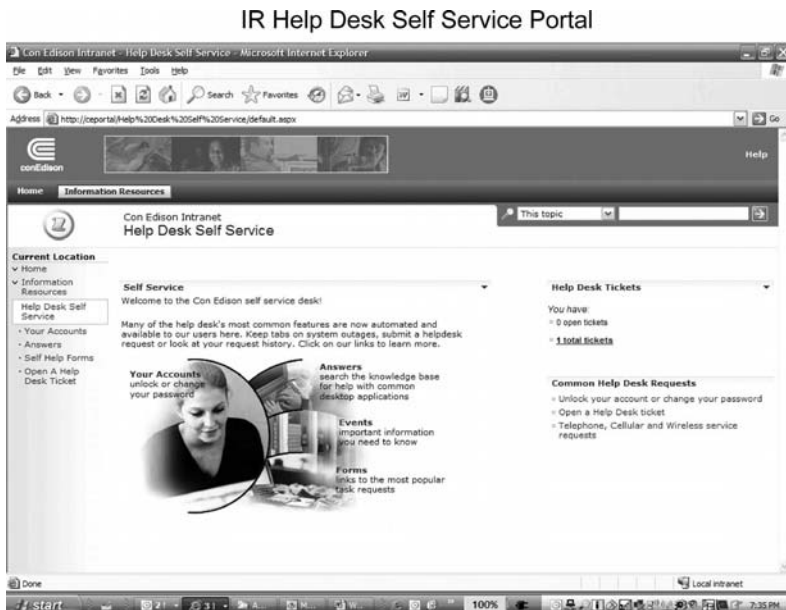 IR Help Desk Self Service Portal
Con Edison Intranet - Help Desk Self Service - Microsoft Internet Explorer
File Edit View Favorites Tools Help
Back Search Favorites
Address http://ceportal/Help%20Desk%20Self%20Service/default.aspx Go
conEdison
Help
Home Information Resources
Con Edison Intranet
Help Desk Self Service
This topic
Current Location
Home
Information
Resources
Help Desk Self
Service
Your Accounts
Answers
Self Help Forms
Open A Help
Desk Ticket
Self Service
Welcome to the Con Edison self service desk!
Many of the help desk's most common features are now automated and
available to our users here. Keep tabs on system outages, submit a helpdesk
request or look at your request history. Click on our links to learn more.
Your Accounts
unlock or change
your password
Answers
search the knowledge base
for help with common
desktop applications
Events
important information
you need to know
Forms
links to the most popular
task requests
Help Desk Tickets
You have:
0 open tickets
1 total tickets
Common Help Desk Requests
Unlock your account or change your password
Open a Help Desk ticket
Telephone, Cellular and Wireless service
requests
Done
Local intranet
start
100%
7:35 PM